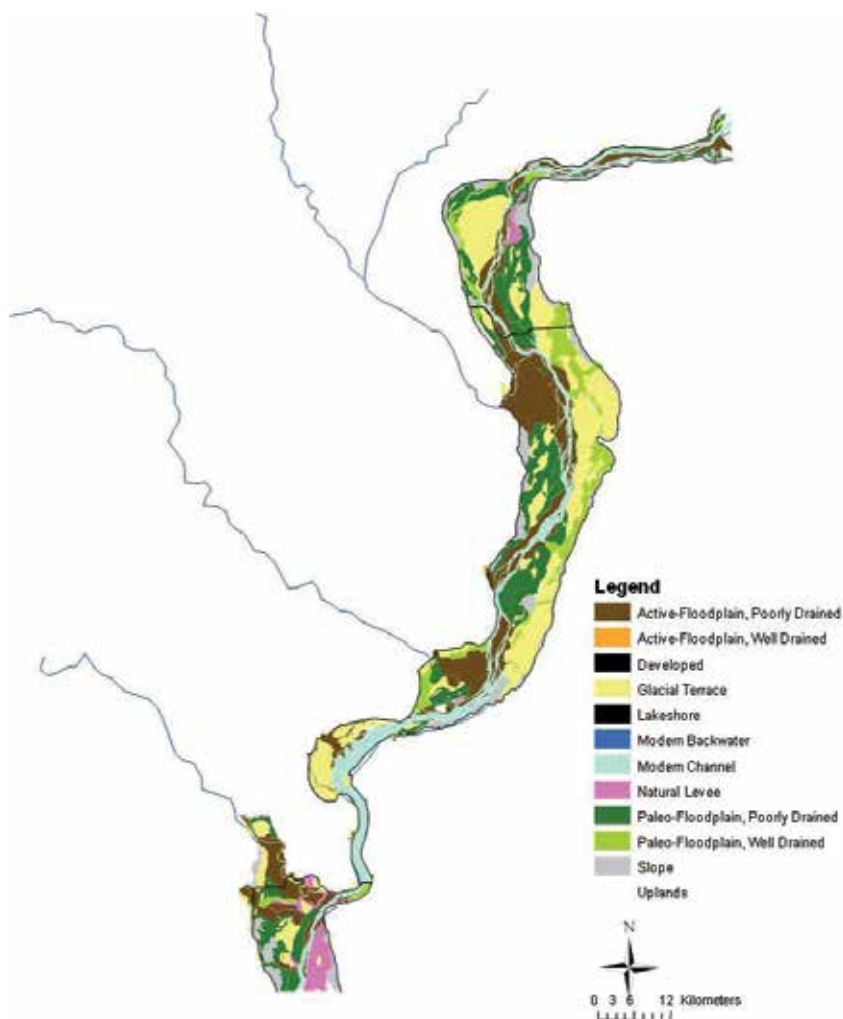 Legend
Active-Floodplain, Poorly Drained
Active-Floodplain, Well Drained
Developed
Glacial Terrace
Lakeshore
Modern Backwater
Modern Channel
Natural Levee
Paleo-Floodplain, Poorly Drained
Paleo-Floodplain, Well Drained
Slope
Uplands
N
0 3 6 12 Kilometers